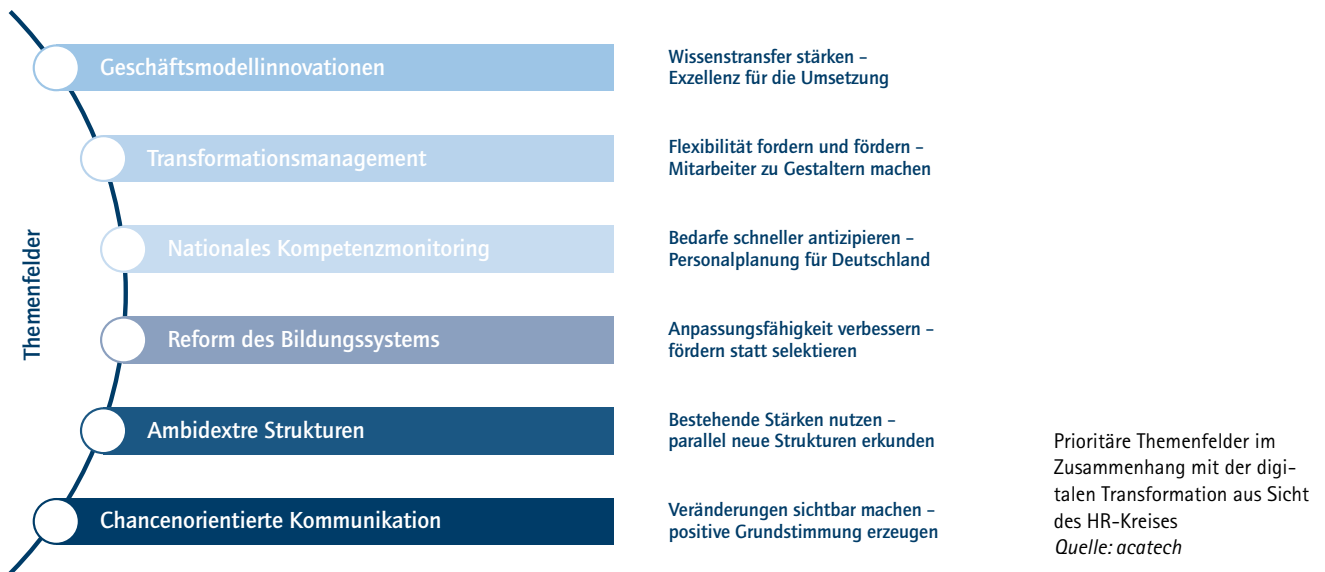 Themenfelder
Geschäftsmodellinnovationen
Wissenstransfer stärken –
Exzellenz für die Umsetzung
Transformationsmanagement
Flexibilität fordern und fördern –
Mitarbeiter zu Gestaltern machen
Nationales Kompetenzmonitoring
Bedarfe schneller antizipieren –
Personalplanung für Deutschland
Reform des Bildungssystems
Anpassungsfähigkeit verbessern –
fördern statt selektieren
Ambidextre Strukturen
Bestehende Stärken nutzen –
parallel neue Strukturen erkunden
Chancenorientierte Kommunikation
Veränderungen sichtbar machen –
positive Grundstimmung erzeugen
Prioritäre Themenfelder im
Zusammenhang mit der digi-
talen Transformation aus Sicht
des HR-Kreises
Quelle: acatech